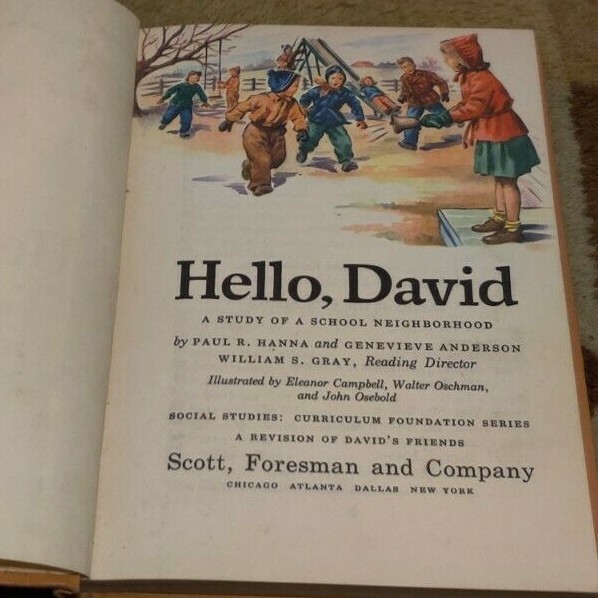 Hello, David
A STUDY OF A SCHOOL NEIGHBORHOOD
by PAUL R. HANNA and GENEVIEVE ANDERSON
WILLIAM S. GRAY, Reading Director
Illustrated by Eleanor Campbell, Walter Oschman,
and John Osebold
SOCIAL STUDIES: CURRICULUM FOUNDATION SERIES
A REVISION OF DAVID'S FRIENDS
Scott, Foresman and Company
CHICAGO ATLANTA DALLAS NEW YORK